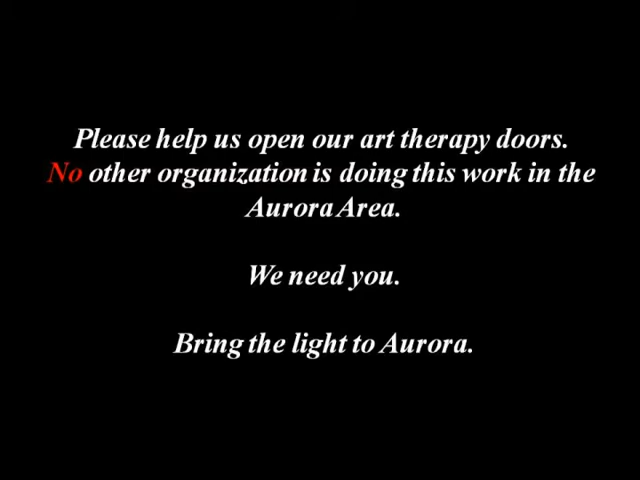 Please help us open our art therapy doors.
No other organization is doing this work in the
Aurora Area.
We need you.
Bring the light to Aurora.